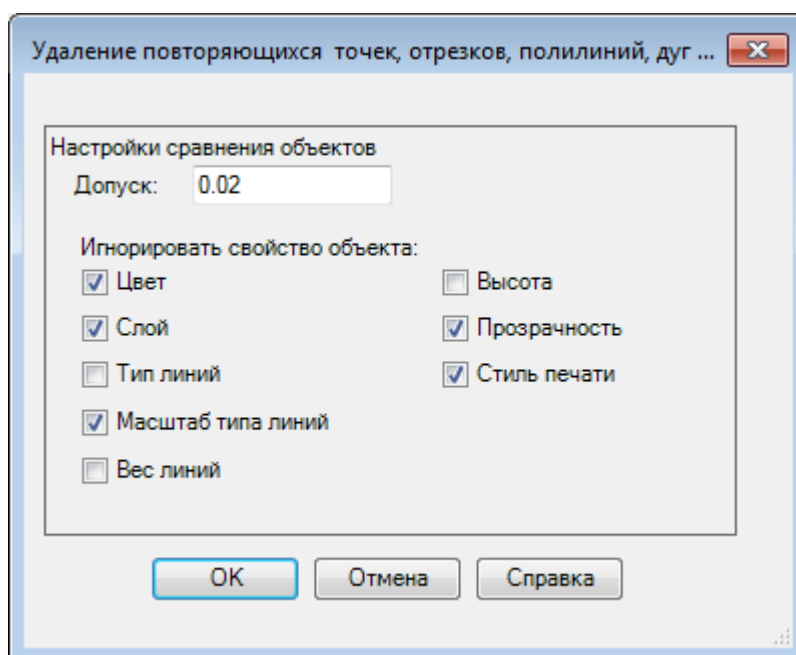 Удаление повторяющихся точек, отрезков, полилиний, дуг ...
Настройки сравнения объектов
Допуск: 0.02
Игнорировать свойство объекта:
Цвет
Высота
Слой
Прозрачность
Тип линий
Стиль печати
Масштаб типа линий
Вес линий
OK Отмена Справка